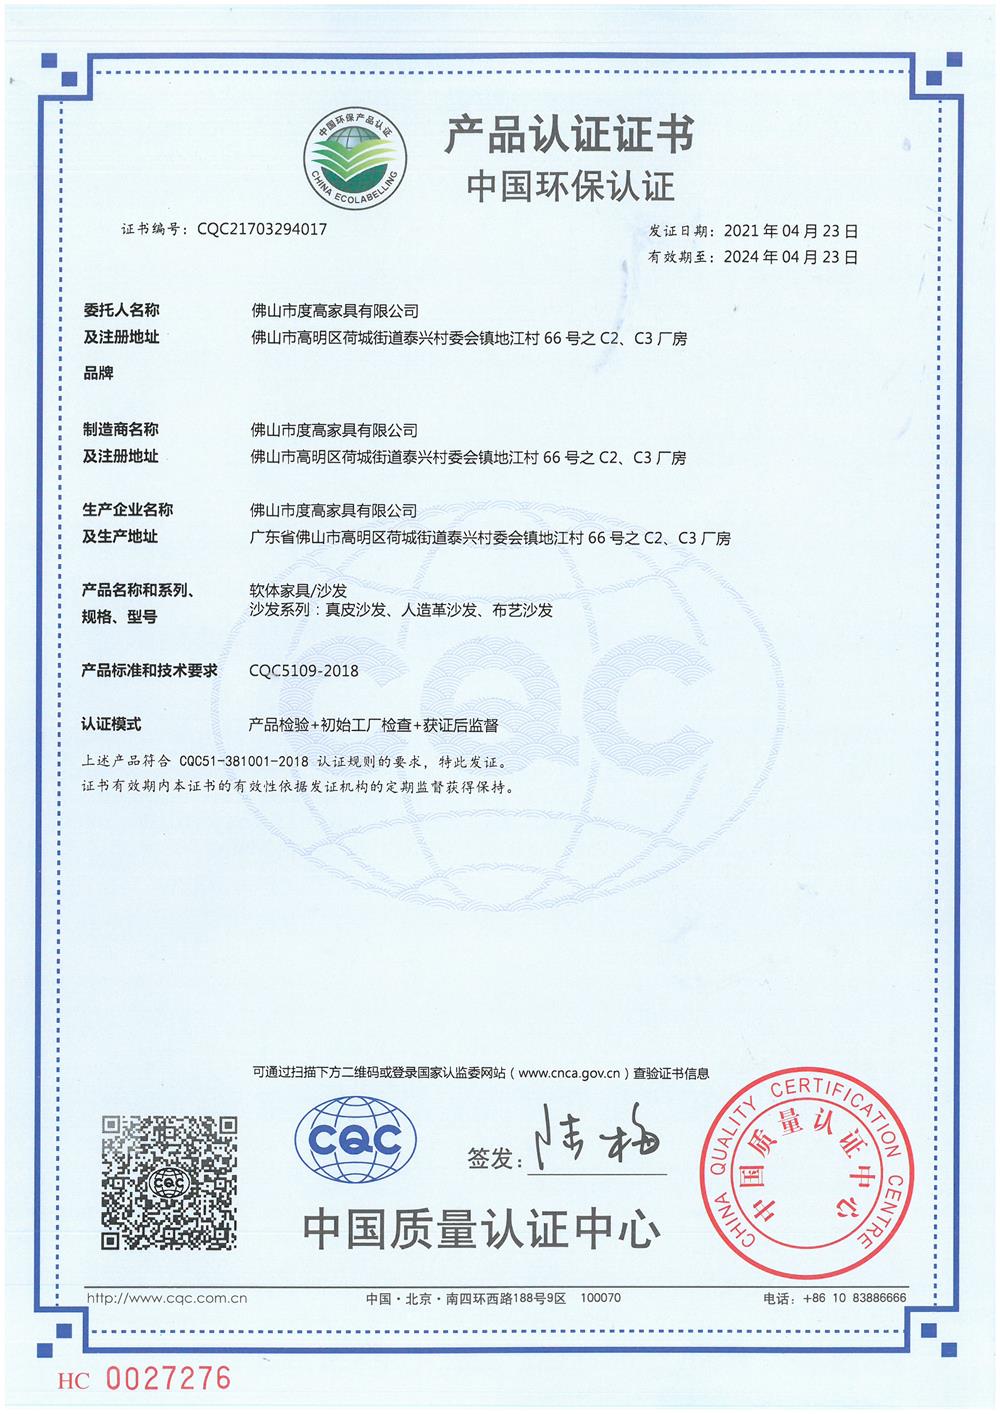 中国环保产品认证
CHINA ECOLABELLING
产品认证证书
中国环保认证
证书编号：CQC21703294017
发证日期：2021 年 04 月 23 日
有效期至：2024 年 04 月 23 日
委托人名称 佛山市度高家具有限公司
及注册地址 佛山市高明区荷城街道泰兴村委会镇地江村 66 号之 C2、C3 厂房
品牌
制造商名称 佛山市度高家具有限公司
及注册地址 佛山市高明区荷城街道泰兴村委会镇地江村 66 号之 C2、C3 厂房
生产企业名称 佛山市度高家具有限公司
及生产地址 广东省佛山市高明区荷城街道泰兴村委会镇地江村 66 号之 C2、C3 厂房
产品名称和系列、 软体家具/沙发
规格、型号 沙发系列：真皮沙发、人造革沙发、布艺沙发
产品标准和技术要求 CQC5109-2018
认证模式 产品检验+初始工厂检查+获证后监督
上述产品符合 CQC51-381001-2018 认证规则的要求，特此发证。
证书有效期内本证书的有效性依据发证机构的定期监督获得保持。
CQC
可通过扫描下方二维码或登录国家认监委网站（www.cnca.gov.cn）查验证书信息
CQC
CQC
签发：陆梅
CHINA QUALITY CERTIFICATION CENTRE
中国质量认证中心
中国质量认证中心
http://www.cqc.com.cn
中国·北京·南四环西路188号9区 100070
电话：+86 10 83886666
HC 0027276